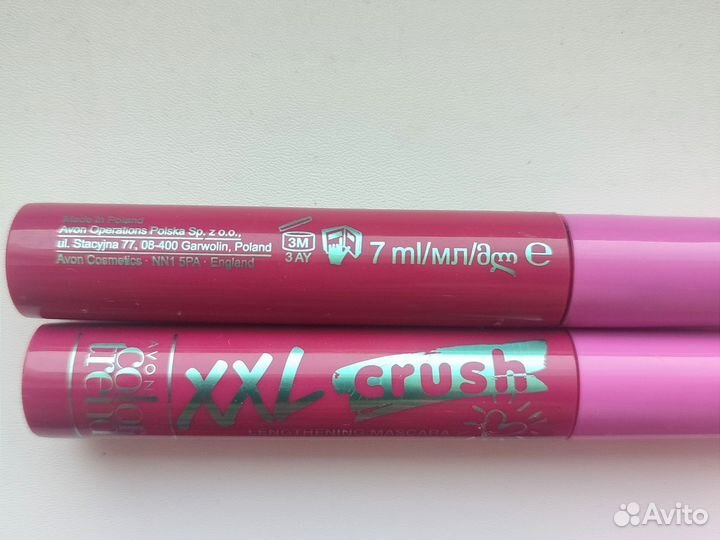 Made in Poland
Avon Operations Polska Sp. z o.o.,
ul. Stacyjna 77, 08-400 Garwolin, Poland
Avon Cosmetics · NN1 5PA · England
3M
3 AY
7 ml/мл/მლ e
AVON
color
trend
XXL crush
LENGTHENING MASCARA
Avito